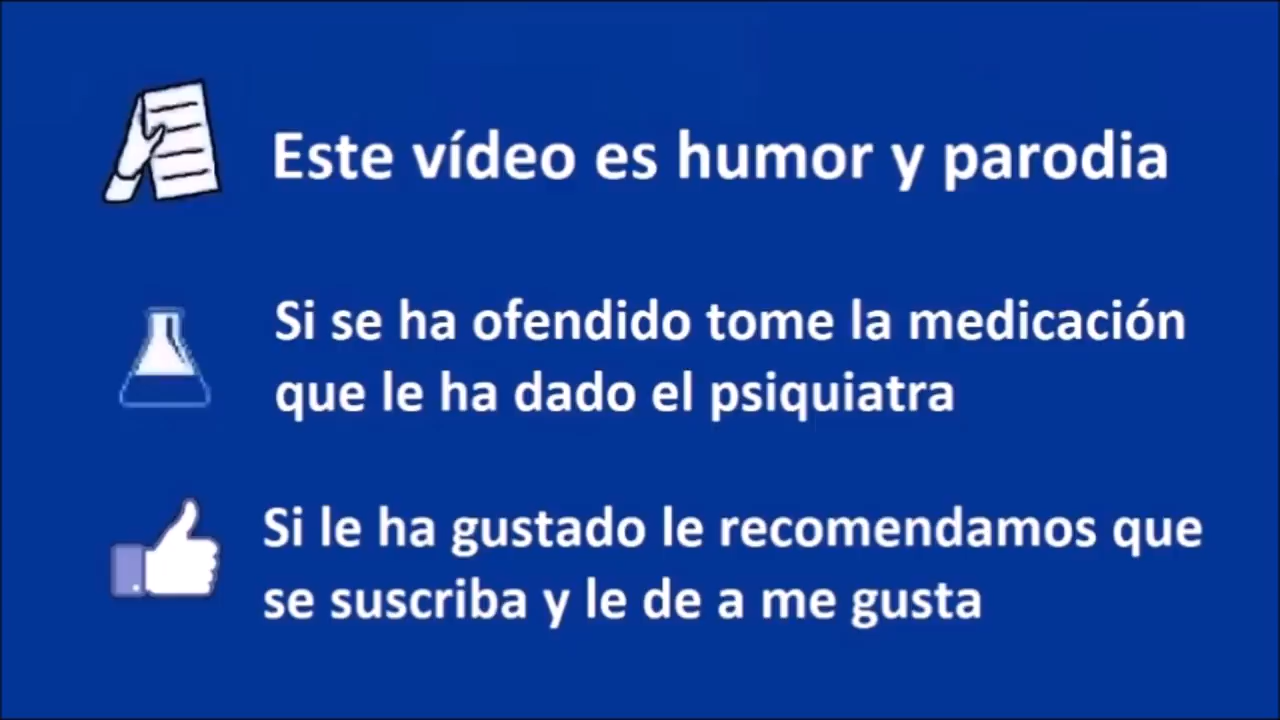 Este vídeo es humor y parodia
Si se ha ofendido tome la medicación
que le ha dado el psiquiatra
Si le ha gustado le recomendamos que
se suscriba y le de a me gusta